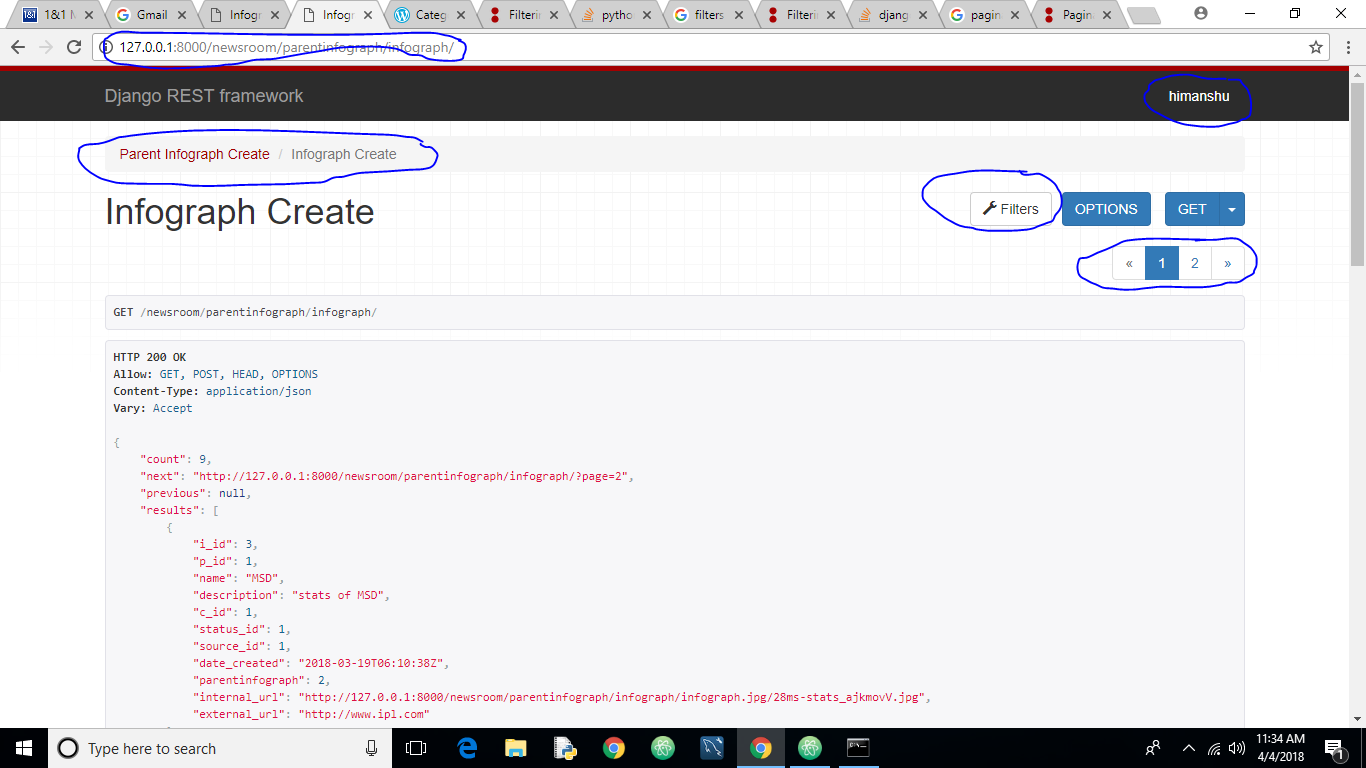 1&1 M
Gmail
Infogr
Infogr
Categ
Filterin
pytho
filters
Filterin
djang
pagin
Pagina
127.0.0.1:8000/newsroom/parentinfograph/infograph/
Django REST framework
himanshu
Parent Infograph Create / Infograph Create
Infograph Create
Filters
OPTIONS
GET
« 1 2 »
GET /newsroom/parentinfograph/infograph/
HTTP 200 OK
Allow: GET, POST, HEAD, OPTIONS
Content-Type: application/json
Vary: Accept
{
"count": 9,
"next": "http://127.0.0.1:8000/newsroom/parentinfograph/infograph/?page=2",
"previous": null,
"results": [
{
"i_id": 3,
"p_id": 1,
"name": "MSD",
"description": "stats of MSD",
"c_id": 1,
"status_id": 1,
"source_id": 1,
"date_created": "2018-03-19T06:10:38Z",
"parentinfograph": 2,
"internal_url": "http://127.0.0.1:8000/newsroom/parentinfograph/infograph/infograph.jpg/28ms-stats_ajkmovV.jpg",
"external_url": "http://www.ipl.com"
Type here to search
11:34 AM
4/4/2018
1